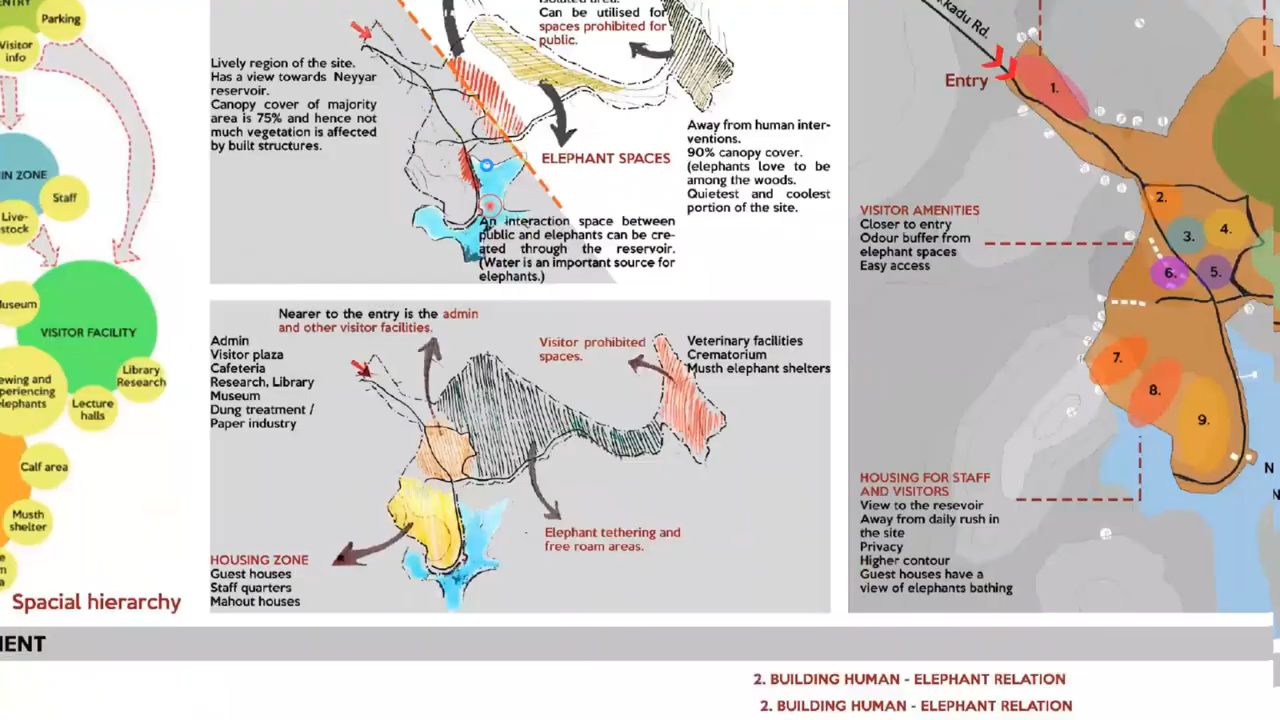 ENTRY
Parking
Visitor
info
ZONE
Staff
Live-
stock
Museum
VISITOR FACILITY
Library
Research
Lecture
halls
elephants
Calf area
Musth
shelter
Spacial hierarchy
Lively region of the site.
Has a view towards Neyyar
reservoir.
Canopy cover of majority
area is 75% and hence not
much vegetation is affected
by built structures.
isolated area.
Can be utilised for
spaces prohibited for
public.
ELEPHANT SPACES
Away from human inter-
ventions.
90% canopy cover.
(elephants love to be
among the woods.
Quietest and coolest
portion of the site.
An interaction space between
public and elephants can be cre-
ated through the reservoir.
(Water is an important source for
elephants.)
Nearer to the entry is the admin
and other visitor facilities.
Admin
Visitor plaza
Cafeteria
Research, Library
Museum
Dung treatment /
Paper industry
Visitor prohibited
spaces.
Veterinary facilities
Crematorium
Musth elephant shelters
Elephant tethering and
free roam areas.
HOUSING ZONE
Guest houses
Staff quarters
Mahout houses
Rd.
Entry
1.
2.
3.
4.
5.
6.
7.
8.
9.
VISITOR AMENITIES
Closer to entry
Odour buffer from
elephant spaces
Easy access
HOUSING FOR STAFF
AND VISITORS
View to the resevoir
Away from daily rush in
the site
Privacy
Higher contour
Guest houses have a
view of elephants bathing
2. BUILDING HUMAN - ELEPHANT RELATION
2. BUILDING HUMAN - ELEPHANT RELATION